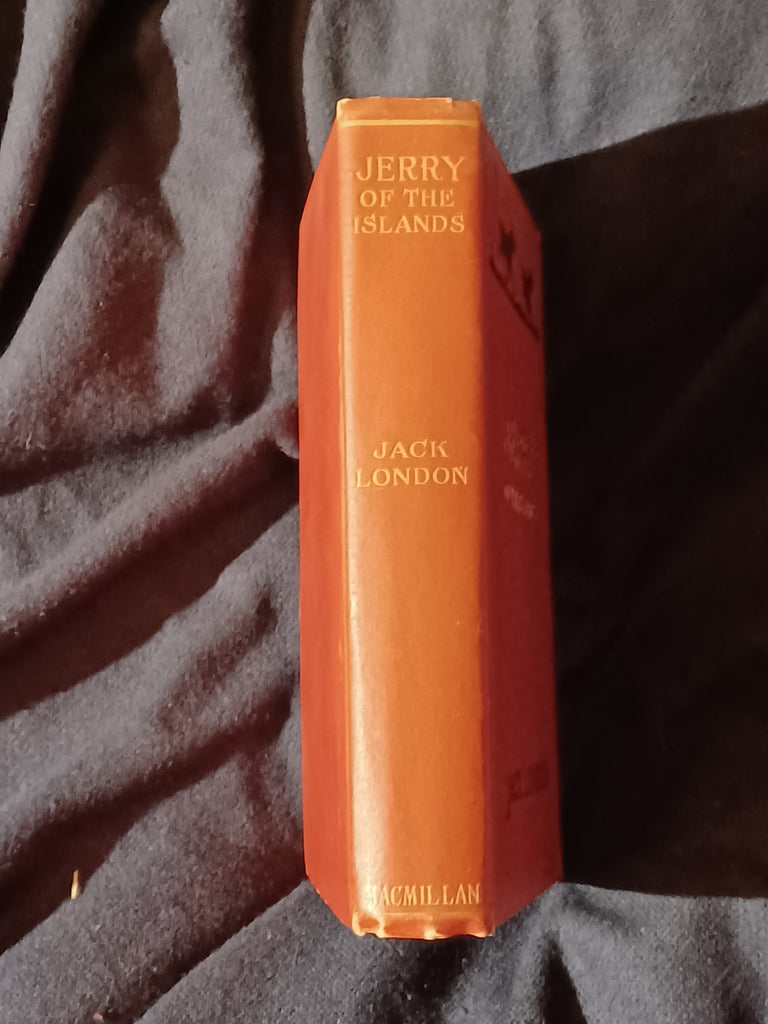 JERRY
OF THE
ISLANDS
JACK
LONDON
MACMILLAN